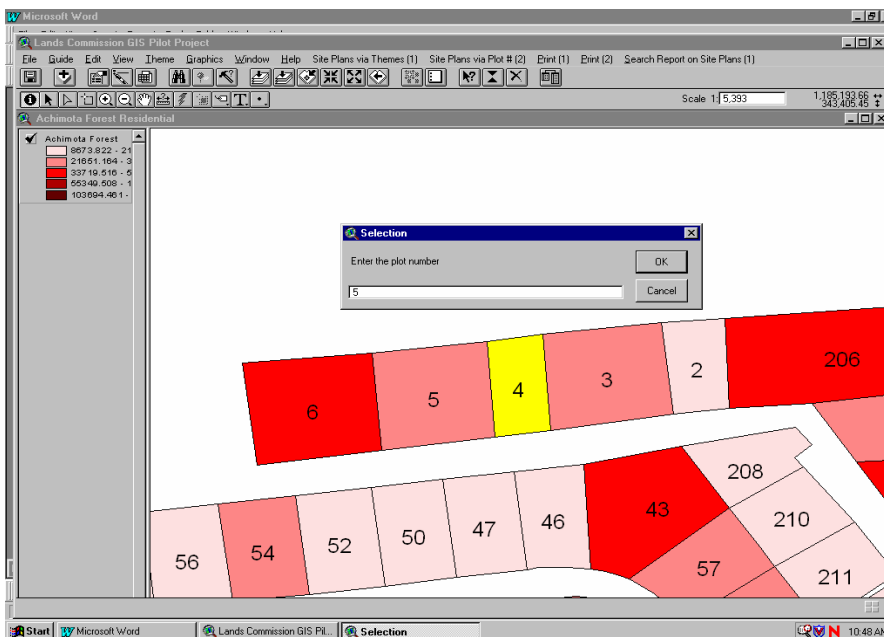 Microsoft Word
Lands Commission GIS Pilot Project
File Guide Edit View Theme Graphics Window Help Site Plans via Themes (1) Site Plans via Plot # (2) Print (1) Print (2) Search Report on Site Plans (1)
Scale 1: 5,393
1,185,193.66
343,405.45
Achimota Forest Residential
Achimota Forest
8673.822 - 21
21651.164 - 3
33719.516 - 5
55349.508 - 1
103694.461 -
Selection
Enter the plot number
OK
5
Cancel
6 5 4 3 2 206
56 54 52 50 47 46 43 208
57 210
211
Start Microsoft Word Lands Commission GIS Pil... Selection 10:48 AM